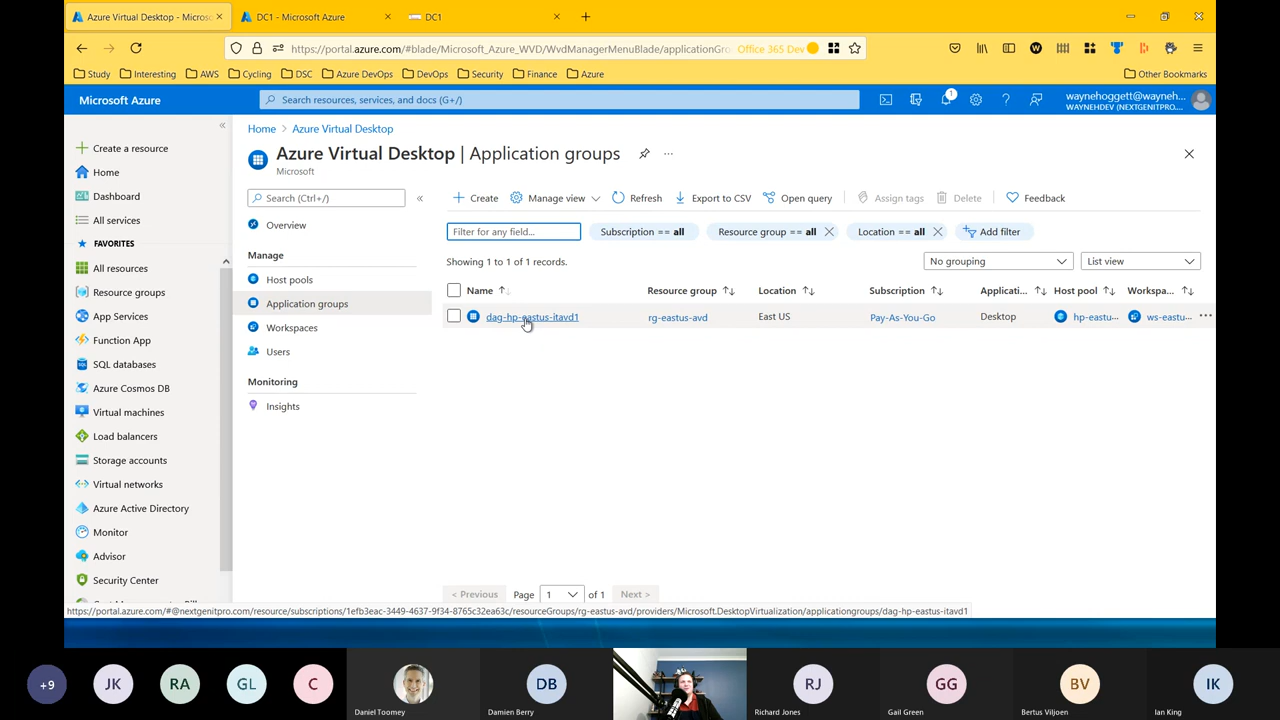 Azure Virtual Desktop - Microsof
DC1 - Microsoft Azure
DC1
https://portal.azure.com/#blade/Microsoft_Azure_WVD/WvdManagerMenuBlade/applicationGro
Office 365 Dev
Study
Interesting
AWS
Cycling
DSC
Azure DevOps
DevOps
Security
Finance
Azure
Other Bookmarks
Microsoft Azure
Search resources, services, and docs (G+/)
1
waynehoggett@wayneh...
WAYNEHDEV (NEXTGENITPRO.C...
Create a resource
Home
Dashboard
All services
FAVORITES
All resources
Resource groups
App Services
Function App
SQL databases
Azure Cosmos DB
Virtual machines
Load balancers
Storage accounts
Virtual networks
Azure Active Directory
Monitor
Advisor
Security Center
Home > Azure Virtual Desktop
Azure Virtual Desktop | Application groups
Microsoft
Search (Ctrl+/)
Overview
Manage
Host pools
Application groups
Workspaces
Users
Monitoring
Insights
Create
Manage view
Refresh
Export to CSV
Open query
Assign tags
Delete
Feedback
Filter for any field...
Subscription == all
Resource group == all
Location == all
Add filter
Showing 1 to 1 of 1 records.
No grouping
List view
Name
Resource group
Location
Subscription
Applicati...
Host pool
Workspa...
dag-hp-eastus-itavd1
rg-eastus-avd
East US
Pay-As-You-Go
Desktop
hp-eastu...
ws-eastu...
< Previous
Page
1
of 1
Next >
https://portal.azure.com/#@nextgenitpro.com/resource/subscriptions/1efb3eac-3449-4637-9f34-8765c32ea63c/resourceGroups/rg-eastus-avd/providers/Microsoft.DesktopVirtualization/applicationgroups/dag-hp-eastus-itavd1
+9
JK
RA
GL
C
Daniel Toomey
DB
Damien Berry
RJ
Richard Jones
GG
Gail Green
BV
Bertus Viljoen
IK
Ian King